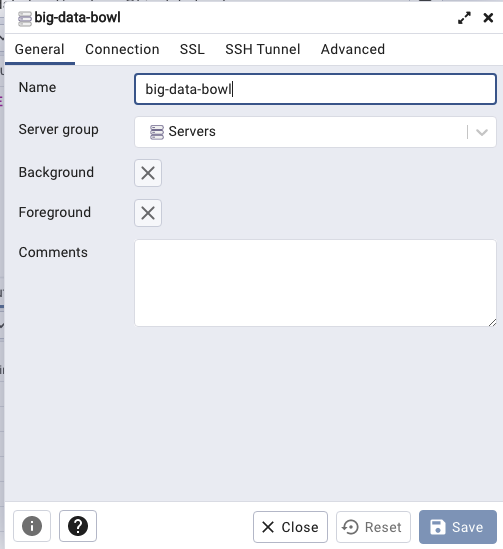 big-data-bowl
General Connection SSL SSH Tunnel Advanced
Name big-data-bowl
Server group Servers
Background
Foreground
Comments
Close Reset Save